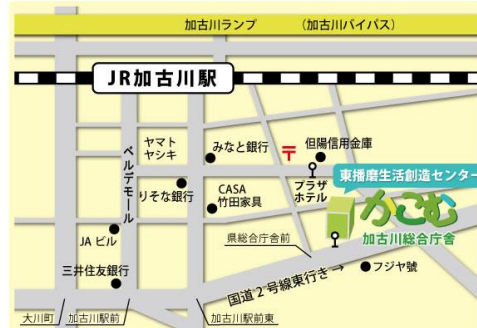 加古川ランプ （加古川バイパス）
JR加古川駅
ヤマト
ヤシキ
みなと銀行
〒
但陽信用金庫
ベルデモール
りそな銀行
CASA
竹田家具
プラザ
ホテル
東播磨生活創造センター
かこむ
加古川総合庁舎
県総合庁舎前
JA ビル
三井住友銀行
国道2号線東行き→
フジヤ號
大川町
加古川駅前
加古川駅前東